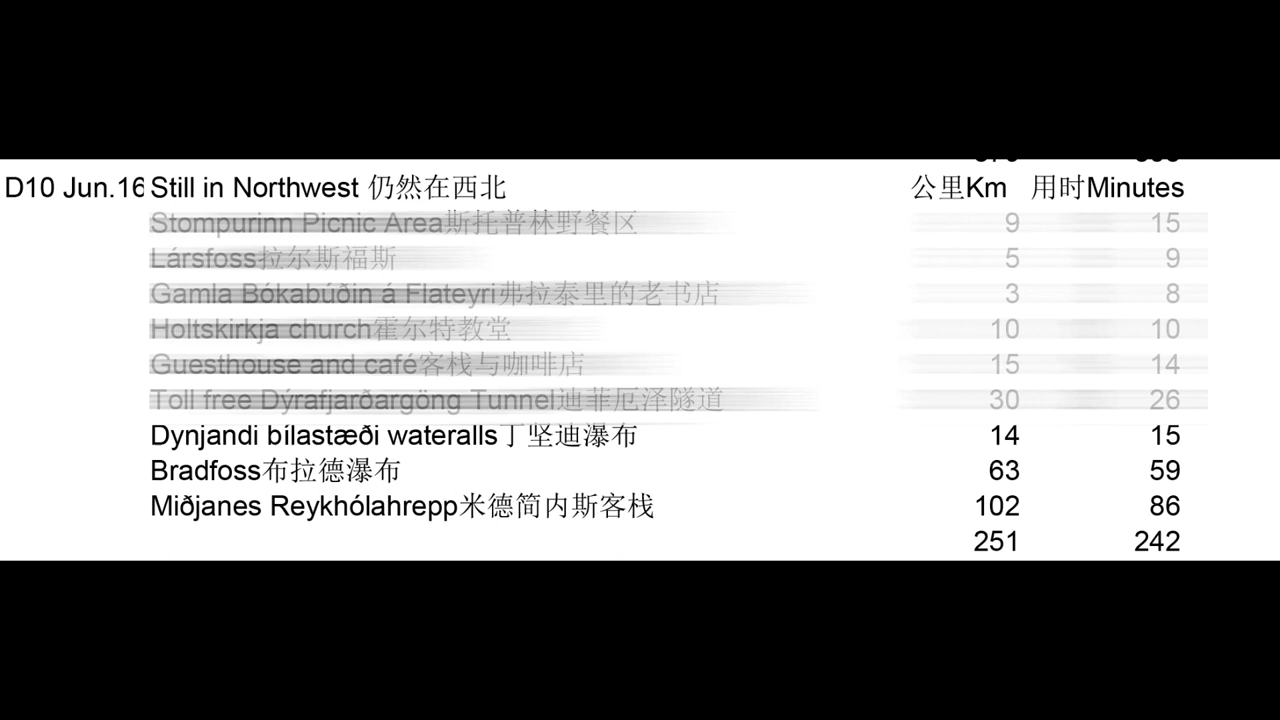 D10 Jun.16 Still in Northwest 仍然在西北 公里Km 用时Minutes
Stompurinn Picnic Area斯托普林野餐区 9 15
Lársfoss拉尔斯福斯 5 9
Gamla Bókabúðin á Flateyri弗拉泰里的老书店 3 8
Holtskirkja church霍尔特教堂 10 10
Guesthouse and café客栈与咖啡店 15 14
Toll free Dýrafjarðargöng Tunnel迪菲厄泽隧道 30 26
Dynjandi bílastæði wateralls丁坚迪瀑布 14 15
Bradfoss布拉德瀑布 63 59
Miðjanes Reykhólahrepp米德简内斯客栈 102 86
251 242